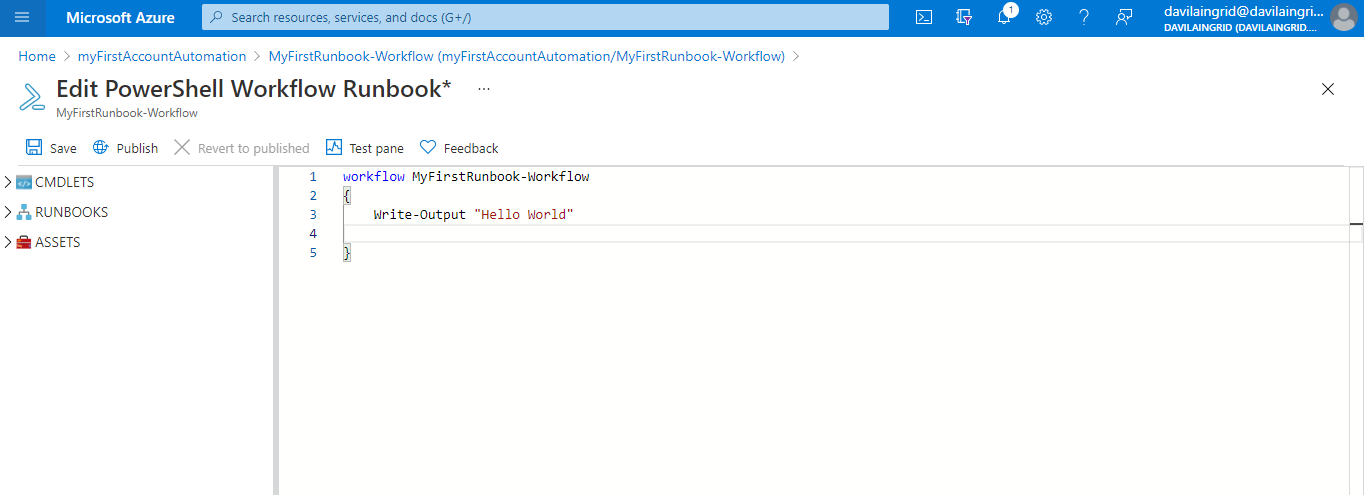 Microsoft Azure
Search resources, services, and docs (G+/)
1
davilaingrid@davilaingri...
DAVILAINGRID (DAVILAINGRID....
Home > myFirstAccountAutomation > MyFirstRunbook-Workflow (myFirstAccountAutomation/MyFirstRunbook-Workflow) >
Edit PowerShell Workflow Runbook* ...
MyFirstRunbook-Workflow
Save Publish Revert to published Test pane Feedback
CMDLETS
RUNBOOKS
ASSETS
1 workflow MyFirstRunbook-Workflow
2 {
3 Write-Output "Hello World"
4
5 }